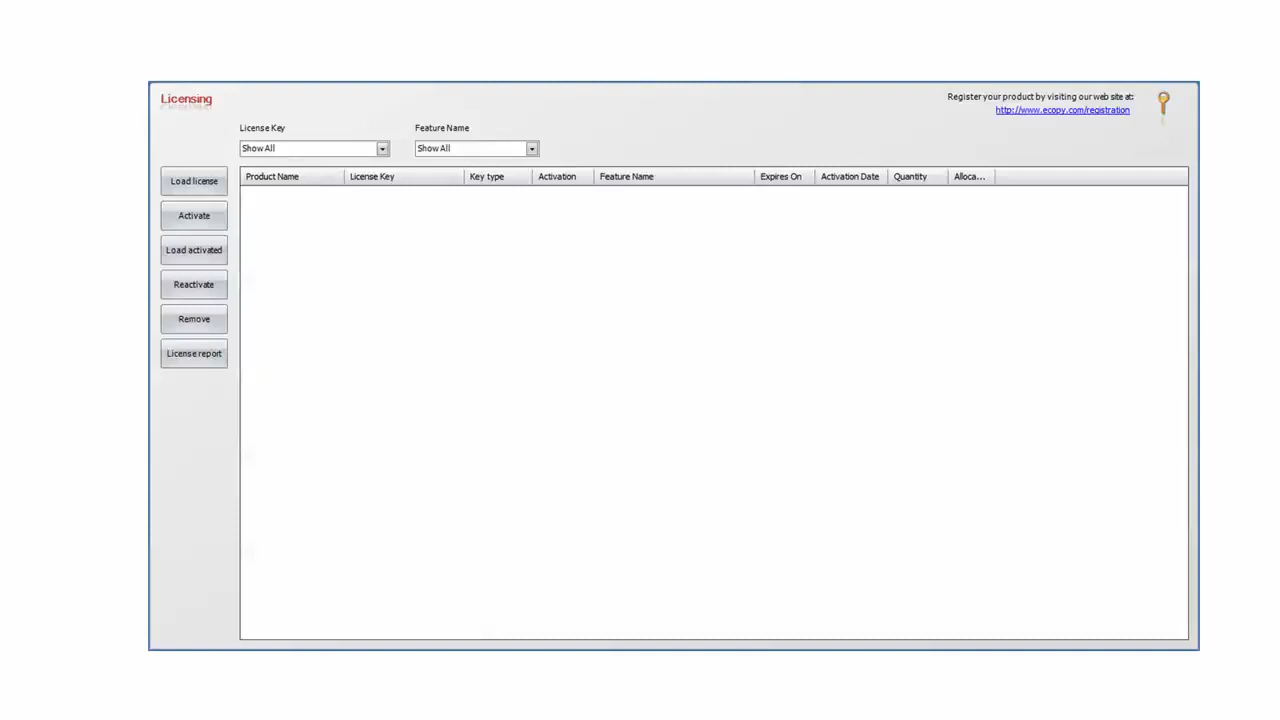 Licensing
Register your product by visiting our web site at:
http://www.ecopy.com/registration
License Key
Feature Name
Show All
Show All
Product Name
License Key
Key type
Activation
Feature Name
Expires On
Activation Date
Quantity
Alloca...
Load license
Activate
Load activated
Reactivate
Remove
License report